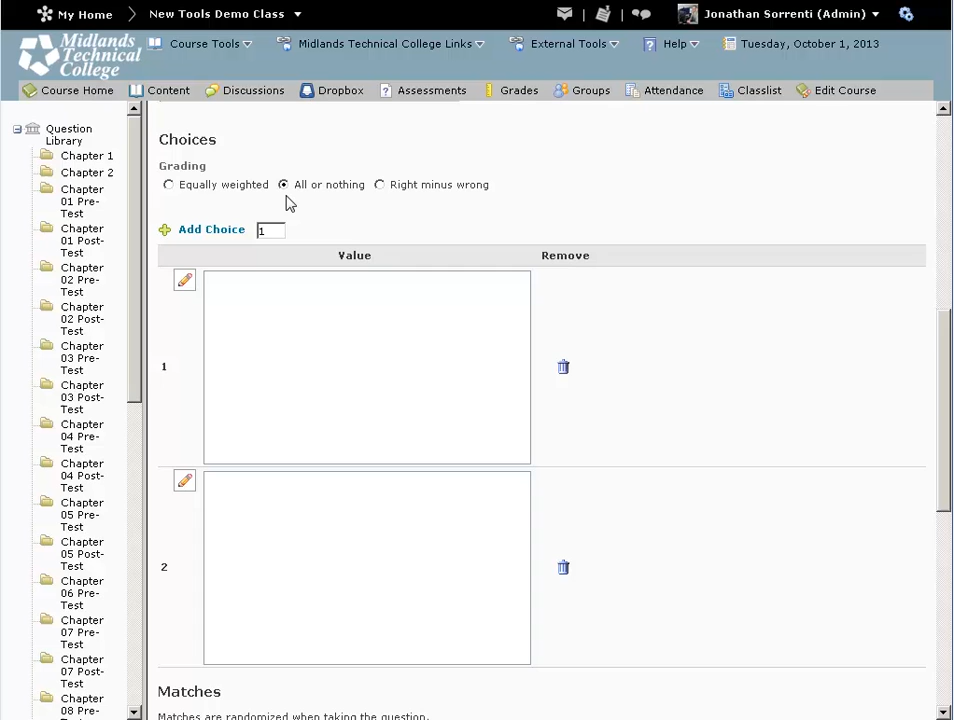 My Home
New Tools Demo Class
Jonathan Sorrenti (Admin)
Midlands
Technical
College
Course Tools
Midlands Technical College Links
External Tools
Help
Tuesday, October 1, 2013
Course Home
Content
Discussions
Dropbox
Assessments
Grades
Groups
Attendance
Classlist
Edit Course
Question
Library
Chapter 1
Chapter 2
Chapter
01 Pre-
Test
Chapter
01 Post-
Test
Chapter
02 Pre-
Test
Chapter
02 Post-
Test
Chapter
03 Pre-
Test
Chapter
03 Post-
Test
Chapter
04 Pre-
Test
Chapter
04 Post-
Test
Chapter
05 Pre-
Test
Chapter
05 Post-
Test
Chapter
06 Pre-
Test
Chapter
07 Pre-
Test
Chapter
07 Post-
Test
Chapter
08 Pre-
Choices
Grading
Equally weighted
All or nothing
Right minus wrong
Add Choice
1
Value
Remove
1
2
Matches
Matches are randomized when taking the question.